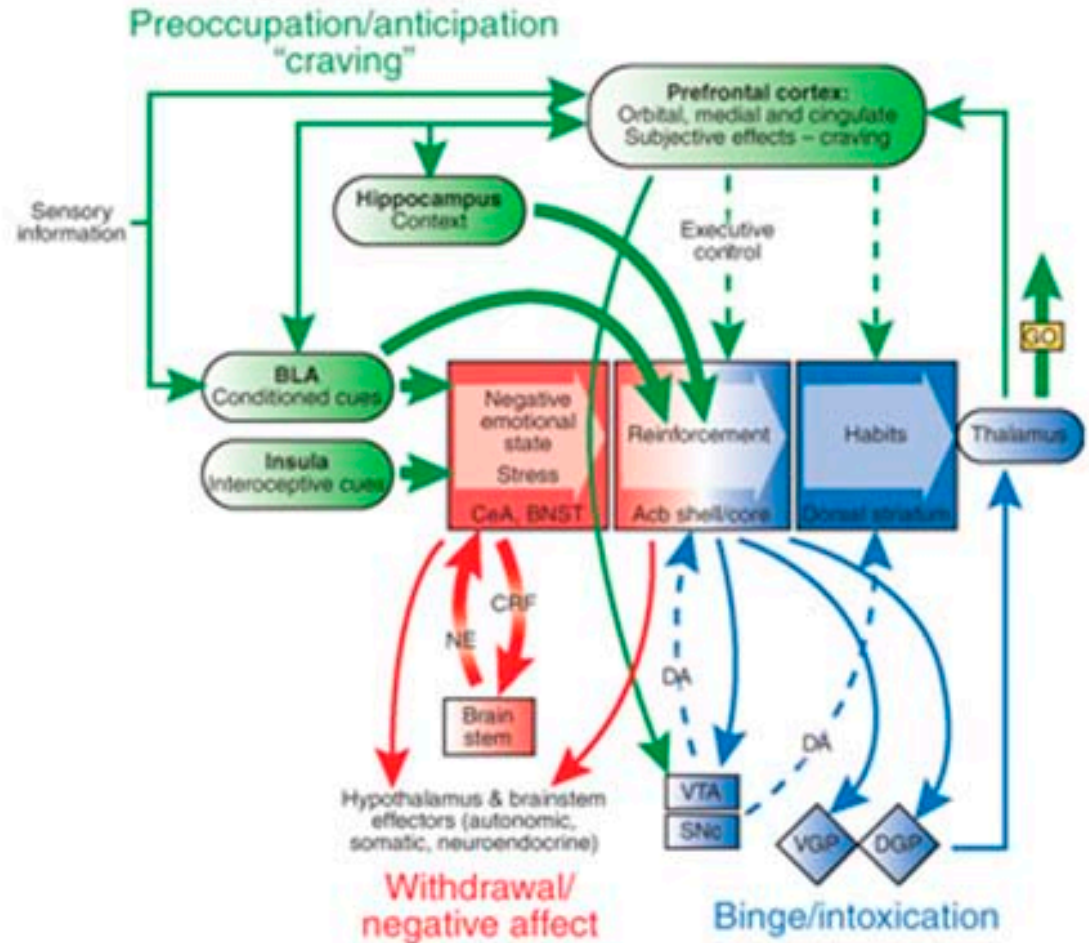 Preoccupation/anticipation
“craving”
Prefrontal cortex:
Orbital, medial and cingulate
Subjective effects – craving
Hippocampus
Context
Sensory
information
Executive
control
GO
BLA
Conditioned cues
Insula
Interoceptive cues
Negative
emotional
state
Stress
CeA, BNST
Reinforcement
Acb shell/core
Habits
Dorsal striatum
Thalamus
NE
CRF
Brain
stem
DA
DA
VTA
SNc
VGP
DGP
Hypothalamus & brainstem
effectors (autonomic,
somatic, neuroendocrine)
Withdrawal/
negative affect
Binge/intoxication